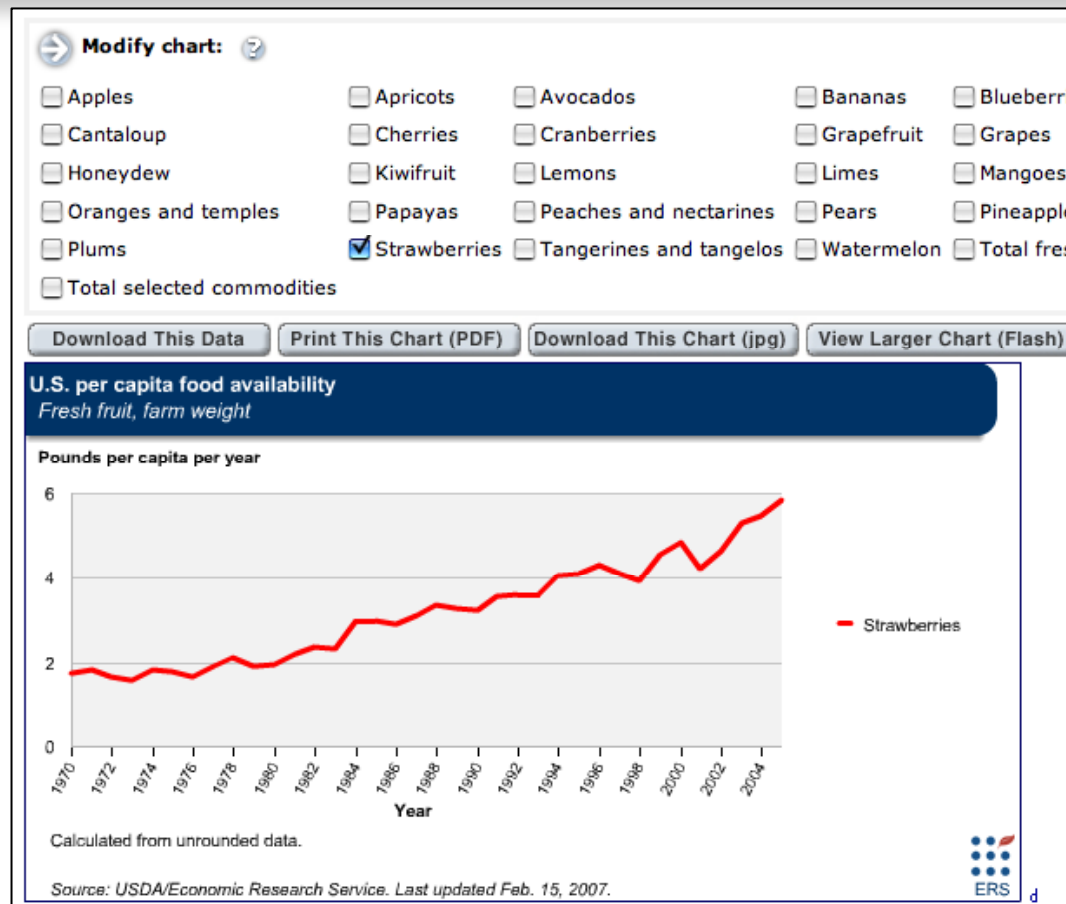 Modify chart: ?
Apples Apricots Avocados Bananas Blueberr
Cantaloup Cherries Cranberries Grapefruit Grapes
Honeydew Kiwifruit Lemons Limes Mangoes
Oranges and temples Papayas Peaches and nectarines Pears Pineappl
Plums Strawberries Tangerines and tangelos Watermelon Total fres
Total selected commodities
Download This Data Print This Chart (PDF) Download This Chart (jpg) View Larger Chart (Flash)
U.S. per capita food availability
Fresh fruit, farm weight
Pounds per capita per year
6
4
2
0
Strawberries
1970 1972 1974 1976 1978 1980 1982 1984 1986 1988 1990 1992 1994 1996 1998 2000 2002 2004
Year
Calculated from unrounded data.
Source: USDA/Economic Research Service. Last updated Feb. 15, 2007.
ERS
d